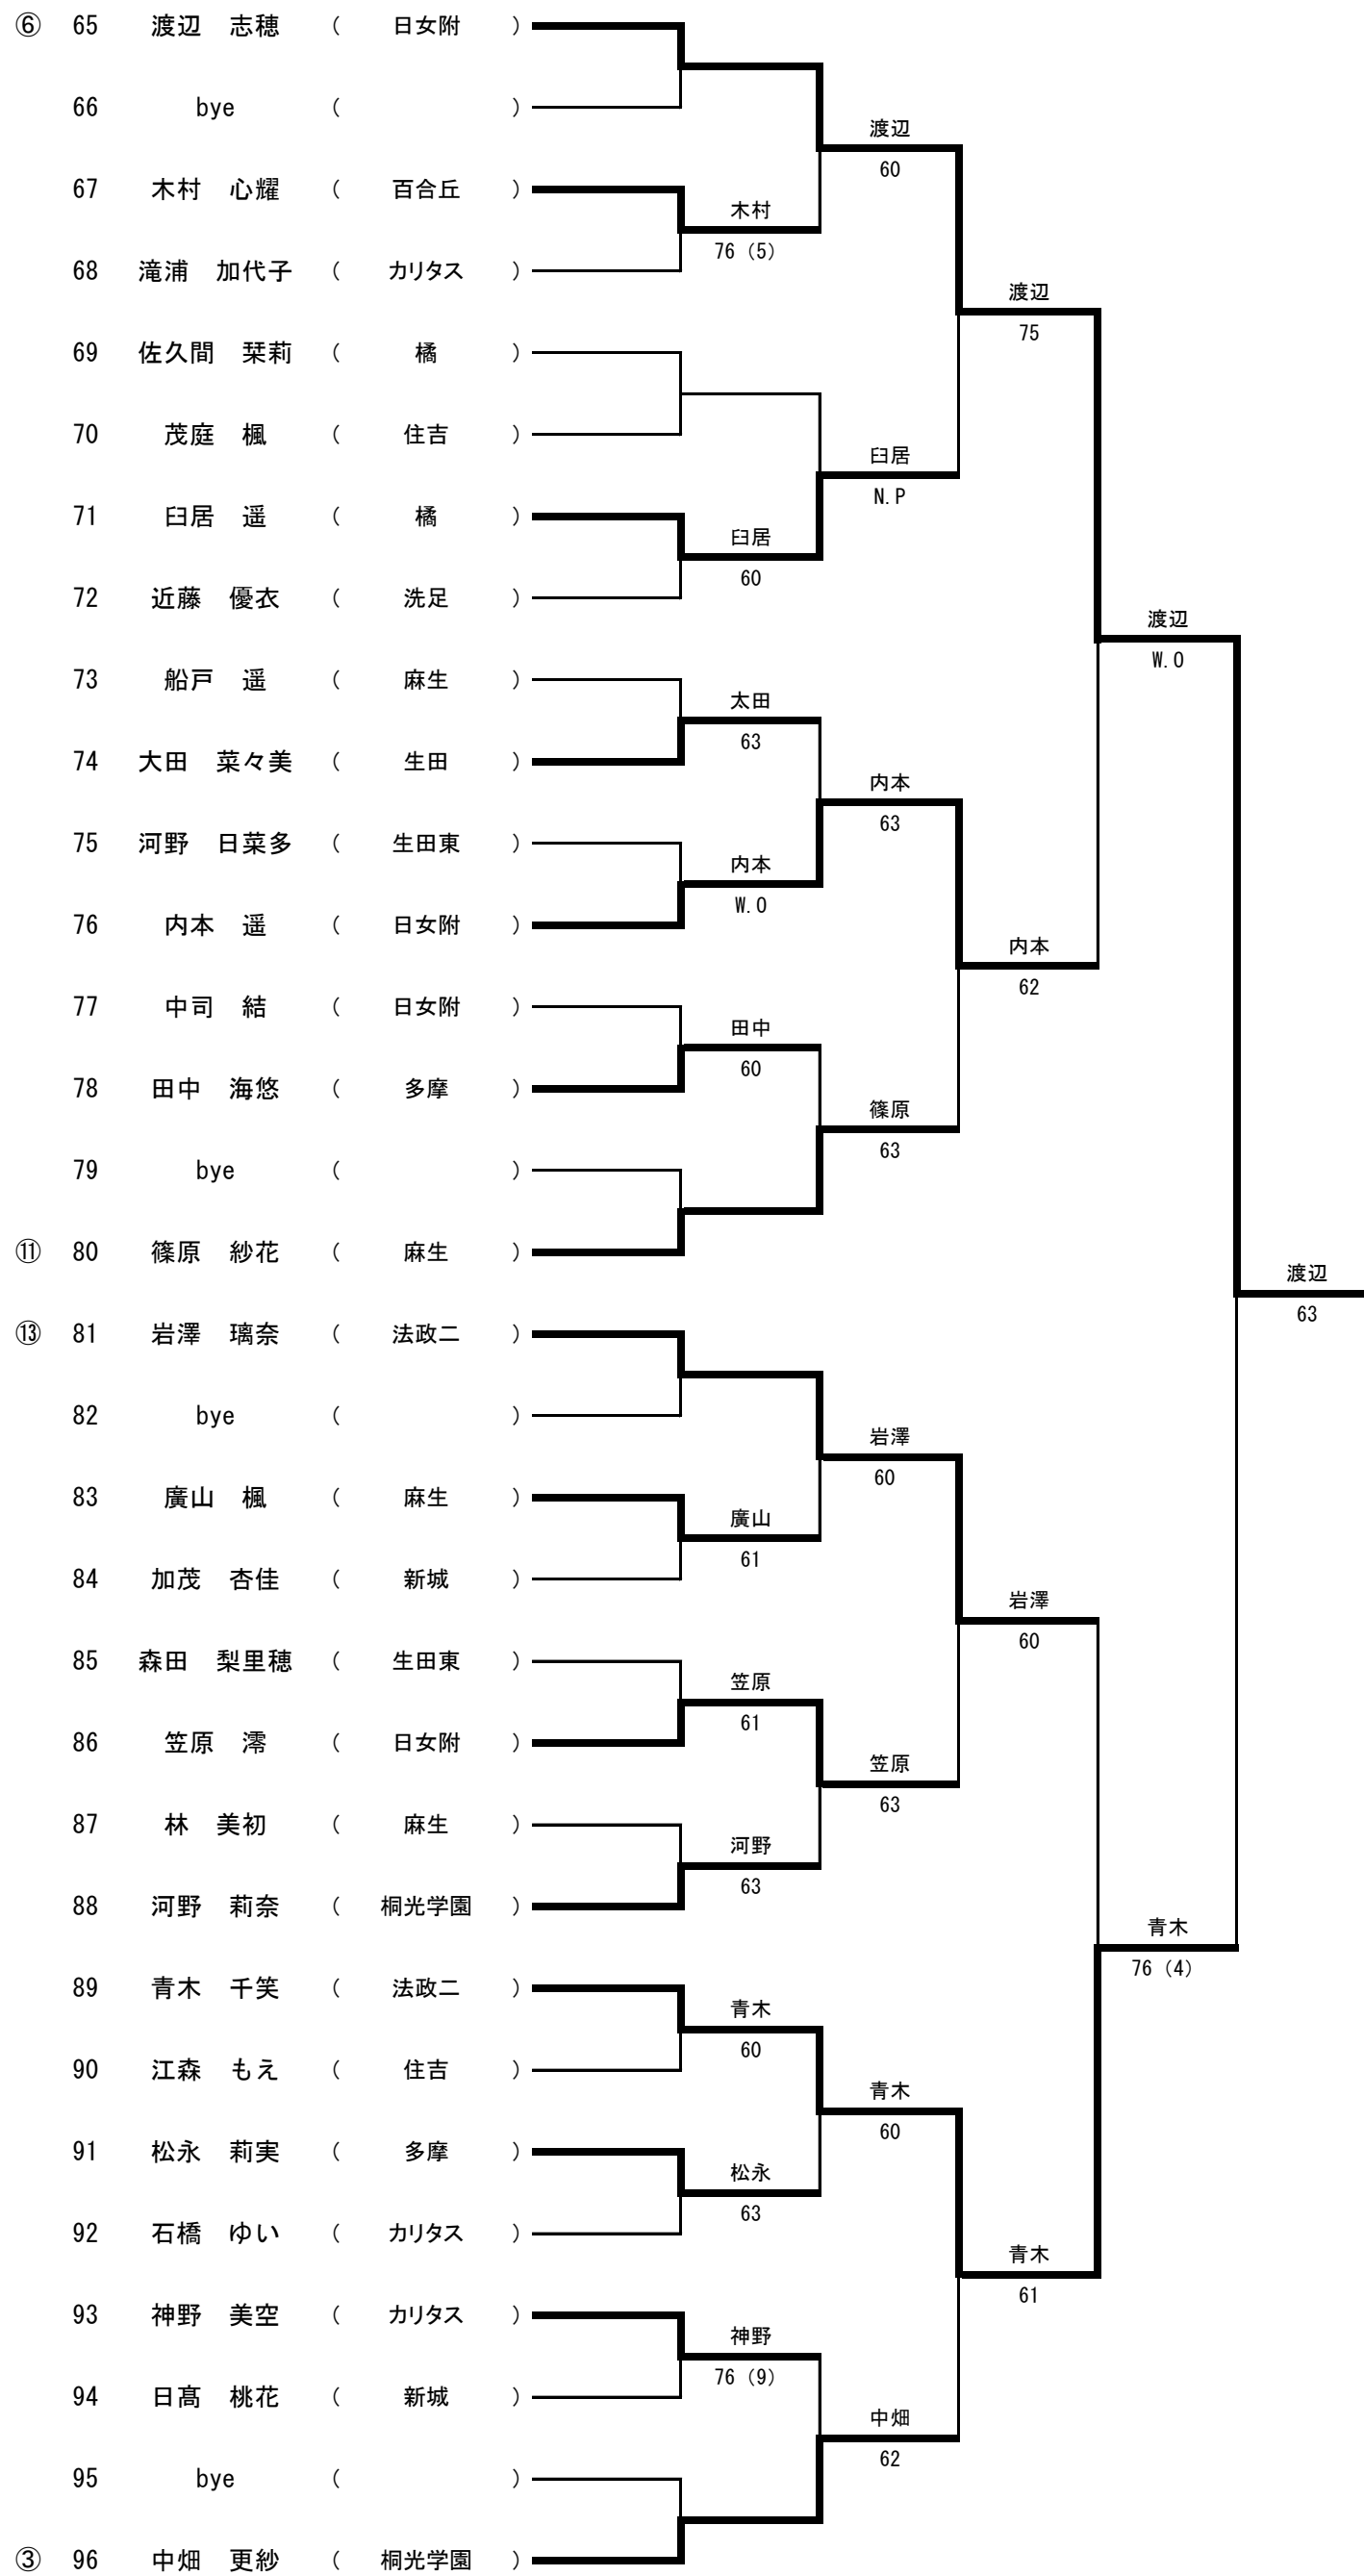 ⑥ 65 渡辺 志穂 ( 日女附 )
66 bye ( )
渡辺
60
67 木村 心耀 ( 百合丘 )
木村
76 (5)
68 滝浦 加代子 ( カリタス )
渡辺
75
69 佐久間 栞莉 ( 橘 )
70 茂庭 楓 ( 住吉 )
臼居
N.P
71 臼居 遥 ( 橘 )
臼居
60
72 近藤 優衣 ( 洗足 )
渡辺
W.O
73 船戸 遥 ( 麻生 )
太田
63
74 大田 菜々美 ( 生田 )
内本
63
75 河野 日菜多 ( 生田東 )
内本
W.O
76 内本 遥 ( 日女附 )
内本
62
77 中司 結 ( 日女附 )
田中
60
78 田中 海悠 ( 多摩 )
篠原
63
79 bye ( )
⑪ 80 篠原 紗花 ( 麻生 )
渡辺
63
⑬ 81 岩澤 璃奈 ( 法政二 )
82 bye ( )
岩澤
60
83 廣山 楓 ( 麻生 )
廣山
61
84 加茂 杏佳 ( 新城 )
岩澤
60
85 森田 梨里穂 ( 生田東 )
笠原
61
86 笠原 澪 ( 日女附 )
笠原
63
87 林 美初 ( 麻生 )
河野
63
88 河野 莉奈 ( 桐光学園 )
青木
76 (4)
89 青木 千笑 ( 法政二 )
青木
60
90 江森 もえ ( 住吉 )
青木
60
91 松永 莉実 ( 多摩 )
松永
63
92 石橋 ゆい ( カリタス )
青木
61
93 神野 美空 ( カリタス )
神野
76 (9)
94 日髙 桃花 ( 新城 )
中畑
62
95 bye ( )
③ 96 中畑 更紗 ( 桐光学園 )